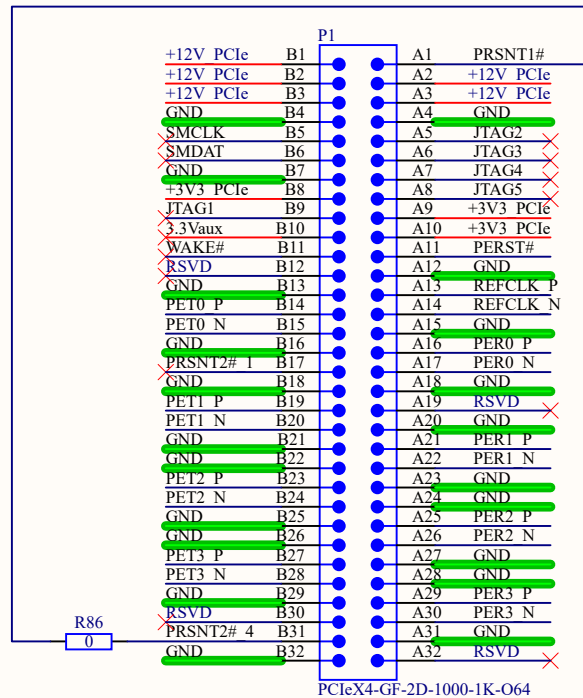 P1
+12V_PCIe B1 A1 PRSNT1#
+12V_PCIe B2 A2 +12V_PCIe
+12V_PCIe B3 A3 +12V_PCIe
GND B4 A4 GND
SMCLK B5 A5 JTAG2
SMDAT B6 A6 JTAG3
GND B7 A7 JTAG4
+3V3_PCIe B8 A8 JTAG5
JTAG1 B9 A9 +3V3_PCIe
3.3Vaux B10 A10 +3V3_PCIe
WAKE# B11 A11 PERST#
RSVD B12 A12 GND
GND B13 A13 REFCLK_P
PET0_P B14 A14 REFCLK_N
PET0_N B15 A15 GND
GND B16 A16 PER0_P
PRSNT2#_1 B17 A17 PER0_N
GND B18 A18 GND
PET1_P B19 A19 RSVD
PET1_N B20 A20 GND
GND B21 A21 PER1_P
GND B22 A22 PER1_N
PET2_P B23 A23 GND
PET2_N B24 A24 GND
GND B25 A25 PER2_P
GND B26 A26 PER2_N
PET3_P B27 A27 GND
PET3_N B28 A28 GND
GND B29 A29 PER3_P
RSVD B30 A30 PER3_N
R86
0
PRSNT2#_4 B31 A31 GND
GND B32 A32 RSVD
PCIeX4-GF-2D-1000-1K-O64